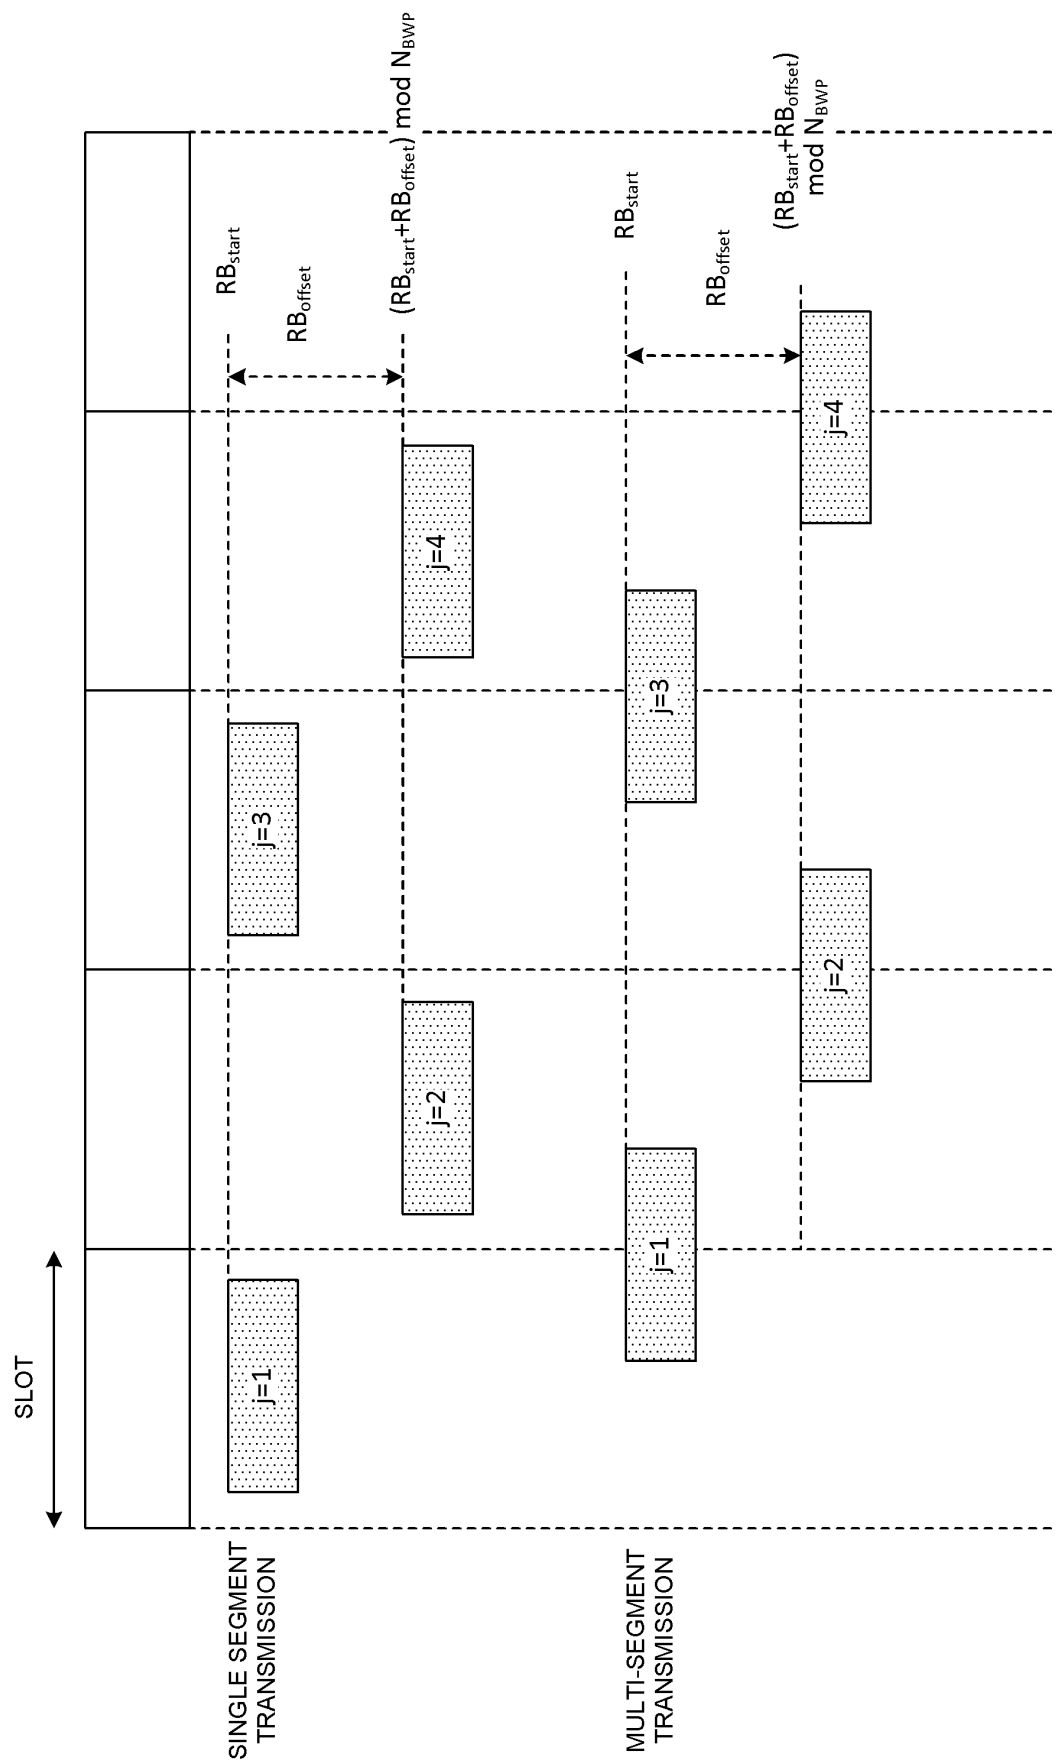 SLOT
SINGLE SEGMENT
TRANSMISSION
j=1
j=2
j=3
j=4
RBstart
RBoffset
(RBstart+RBoffset) mod NBWP
MULTI-SEGMENT
TRANSMISSION
j=1
j=2
j=3
j=4
RBstart
RBoffset
(RBstart+RBoffset)
mod NBWP